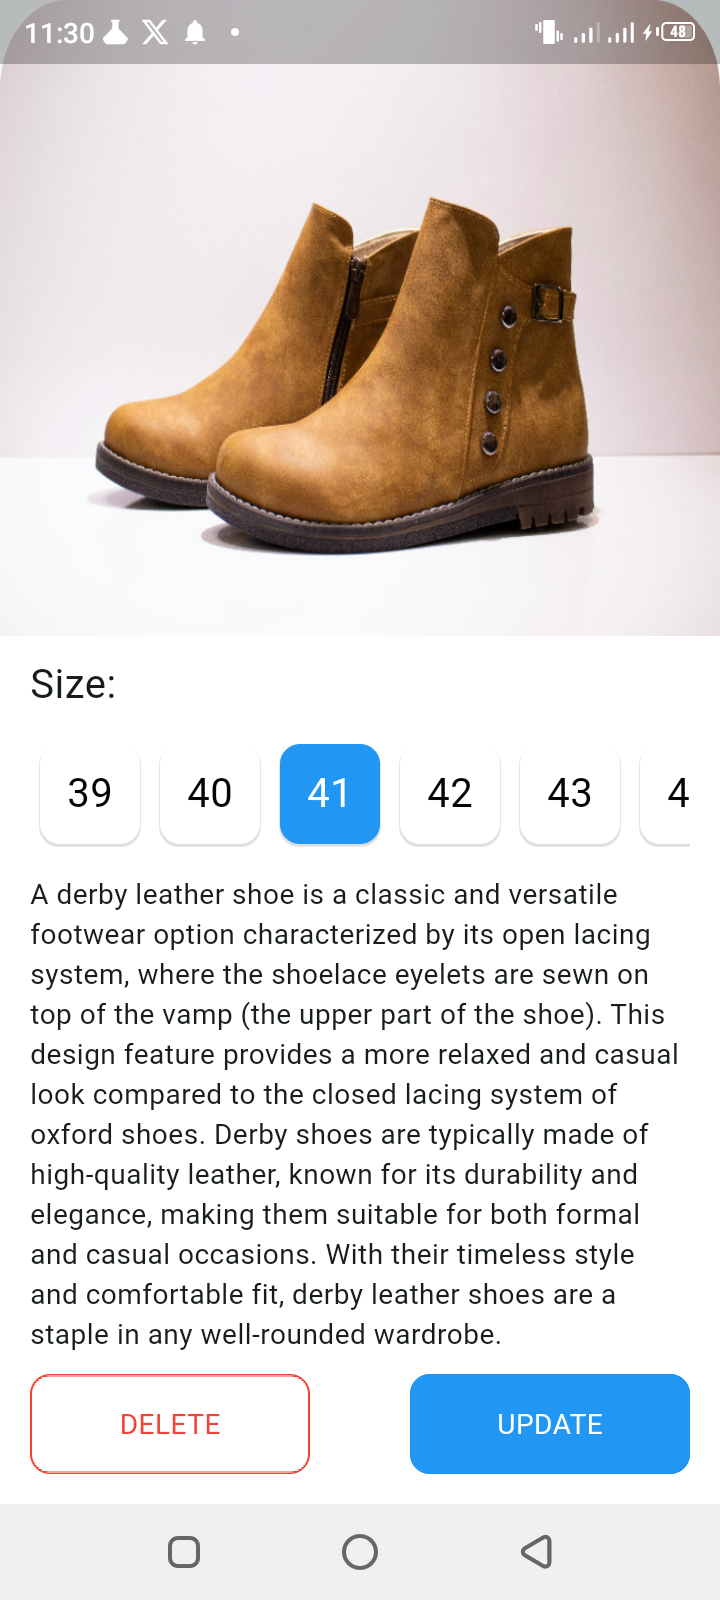 11:30
48
Size:
39 40 41 42 43 4
A derby leather shoe is a classic and versatile
footwear option characterized by its open lacing
system, where the shoelace eyelets are sewn on
top of the vamp (the upper part of the shoe). This
design feature provides a more relaxed and casual
look compared to the closed lacing system of
oxford shoes. Derby shoes are typically made of
high-quality leather, known for its durability and
elegance, making them suitable for both formal
and casual occasions. With their timeless style
and comfortable fit, derby leather shoes are a
staple in any well-rounded wardrobe.
DELETE UPDATE